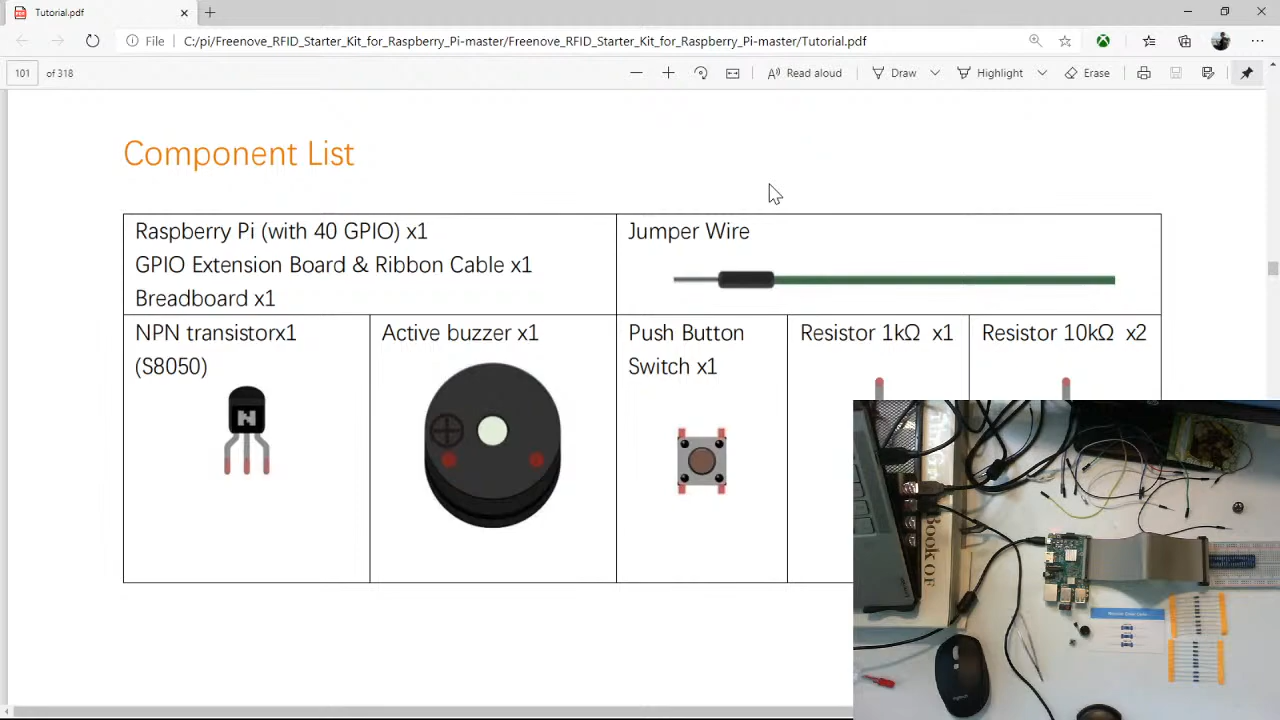 Tutorial.pdf
File
C:/pi/Freenove_RFID_Starter_Kit_for_Raspberry_Pi-master/Freenove_RFID_Starter_Kit_for_Raspberry_Pi-master/Tutorial.pdf
101 of 318
Read aloud
Draw
Highlight
Erase
Component List
Raspberry Pi (with 40 GPIO) x1
GPIO Extension Board & Ribbon Cable x1
Breadboard x1
Jumper Wire
NPN transistorx1
(S8050)
N
Active buzzer x1
Push Button
Switch x1
Resistor 1kΩ x1
Resistor 10kΩ x2
Book OF